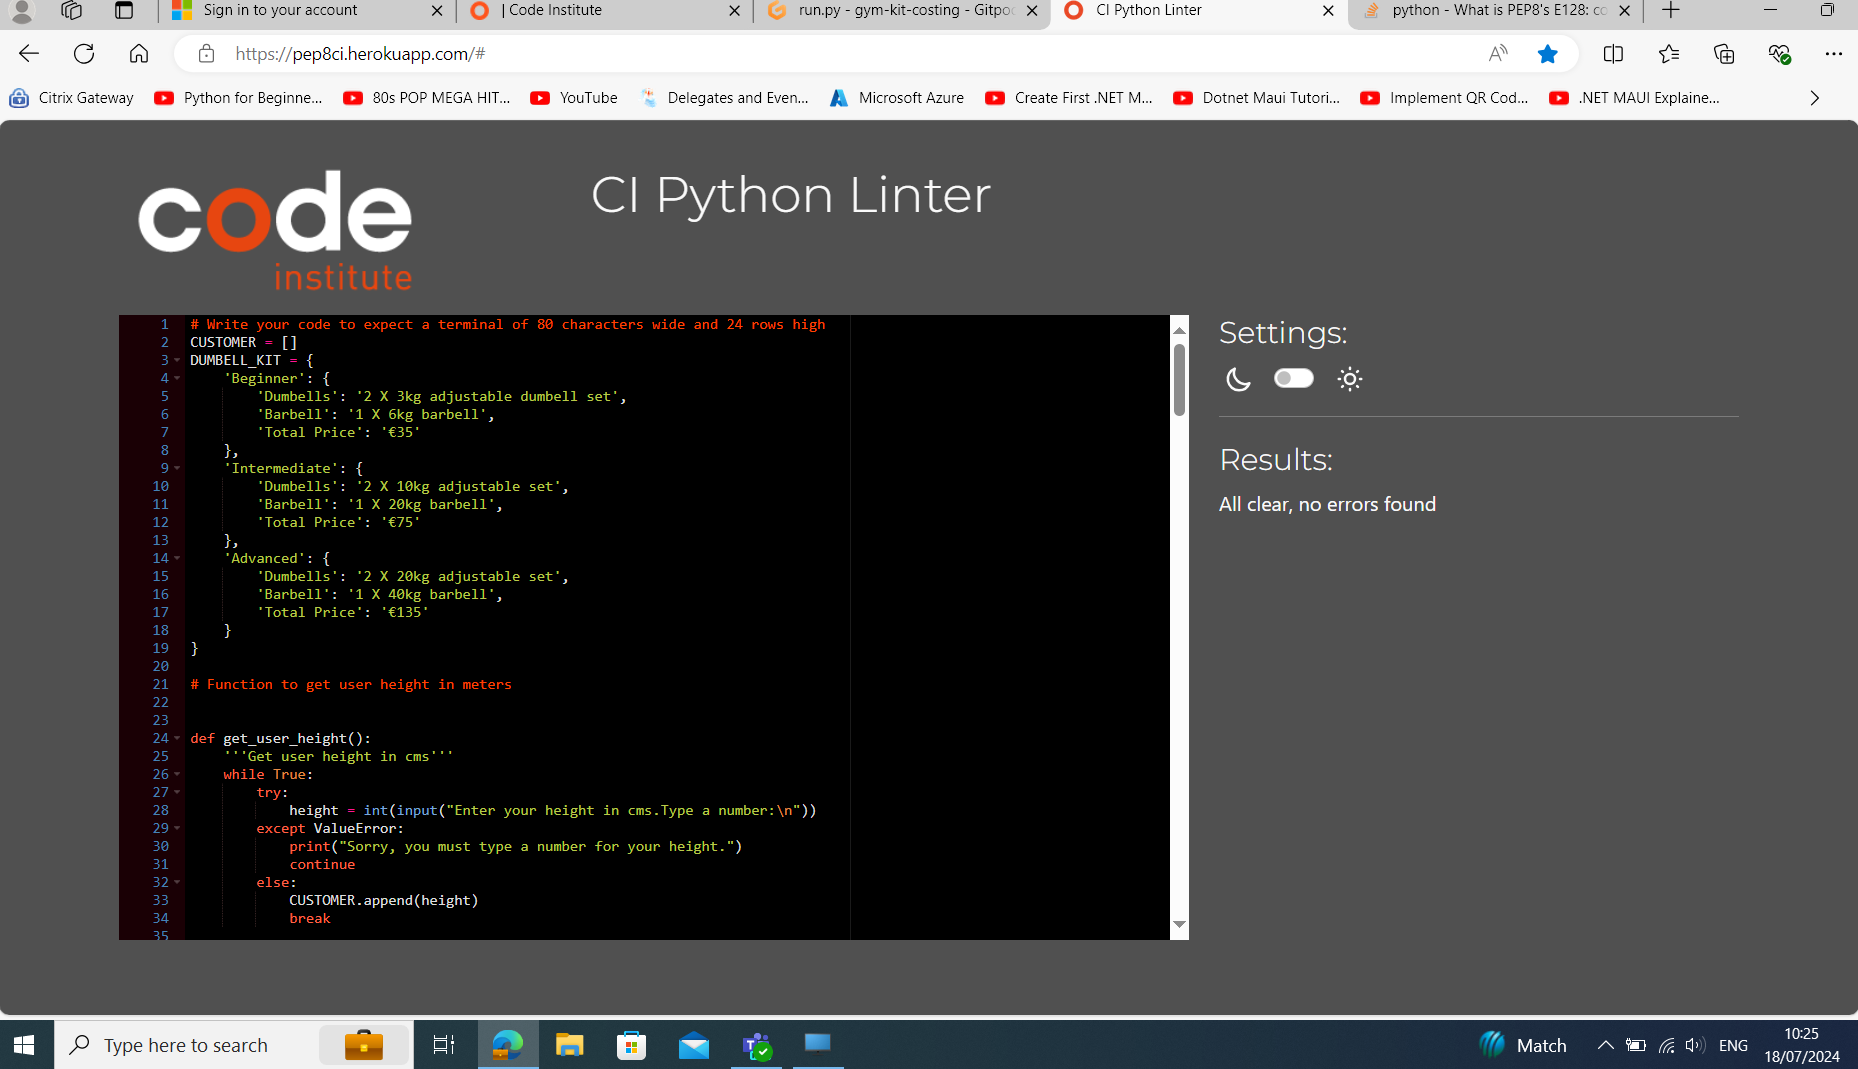 Sign in to your account
| Code Institute
run.py - gym-kit-costing - Gitpo
CI Python Linter
python - What is PEP8's E128: co
https://pep8ci.herokuapp.com/#
Citrix Gateway
Python for Beginne...
80s POP MEGA HIT...
YouTube
Delegates and Even...
Microsoft Azure
Create First .NET M...
Dotnet Maui Tutori...
Implement QR Cod...
.NET MAUI Explaine...
code
institute
CI Python Linter
1 # Write your code to expect a terminal of 80 characters wide and 24 rows high
2 CUSTOMER = []
3 DUMBELL_KIT = {
4 'Beginner': {
5 'Dumbells': '2 X 3kg adjustable dumbell set',
6 'Barbell': '1 X 6kg barbell',
7 'Total Price': '€35'
8 },
9 'Intermediate': {
10 'Dumbells': '2 X 10kg adjustable set',
11 'Barbell': '1 X 20kg barbell',
12 'Total Price': '€75'
13 },
14 'Advanced': {
15 'Dumbells': '2 X 20kg adjustable set',
16 'Barbell': '1 X 40kg barbell',
17 'Total Price': '€135'
18 }
19 }
20
21 # Function to get user height in meters
22
23
24 def get_user_height():
25 '''Get user height in cms'''
26 while True:
27 try:
28 height = int(input("Enter your height in cms.Type a number:\n"))
29 except ValueError:
30 print("Sorry, you must type a number for your height.")
31 continue
32 else:
33 CUSTOMER.append(height)
34 break
35
Settings:
Results:
All clear, no errors found
Type here to search
Match
ENG
10:25
18/07/2024